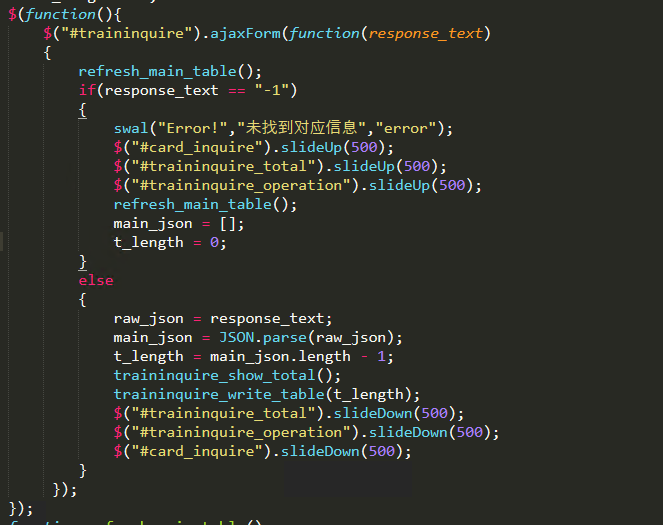 $(function(){
$("#traininquire").ajaxForm(function(response_text)
{
refresh_main_table();
if(response_text == "-1")
{
swal("Error!","未找到对应信息","error");
$("#card_inquire").slideUp(500);
$("#traininquire_total").slideUp(500);
$("#traininquire_operation").slideUp(500);
refresh_main_table();
main_json = [];
t_length = 0;
}
else
{
raw_json = response_text;
main_json = JSON.parse(raw_json);
t_length = main_json.length - 1;
traininquire_show_total();
traininquire_write_table(t_length);
$("#traininquire_total").slideDown(500);
$("#traininquire_operation").slideDown(500);
$("#card_inquire").slideDown(500);
}
});
});